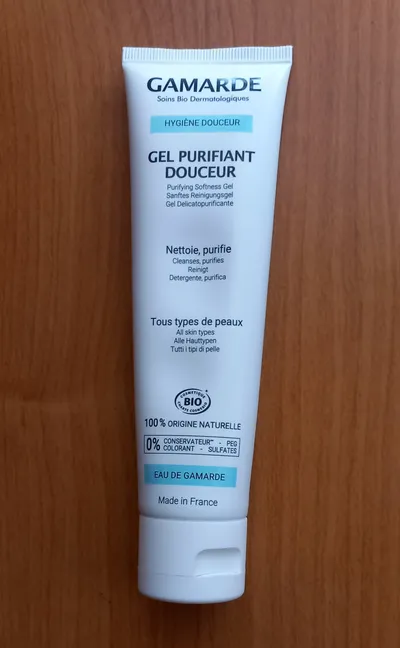 GAMARDE
Soins Bio Dermatologiques
HYGIÈNE DOUCEUR
GEL PURIFIANT
DOUCEUR
Purifying Softness Gel
Sanftes Reinigungsgel
Gel Delicatopurificante
Nettoie, purifie
Cleanses, purifies
Reinigt
Detergente, purifica
Tous types de peaux
All skin types
Alle Hauttypen
Tutti i tipi di pelle
COSMÉTIQUE
BIO
100% ORIGINE NATURELLE
0% CONSERVATEUR** - PEG
COLORANT - SULFATES
EAU DE GAMARDE
Made in France